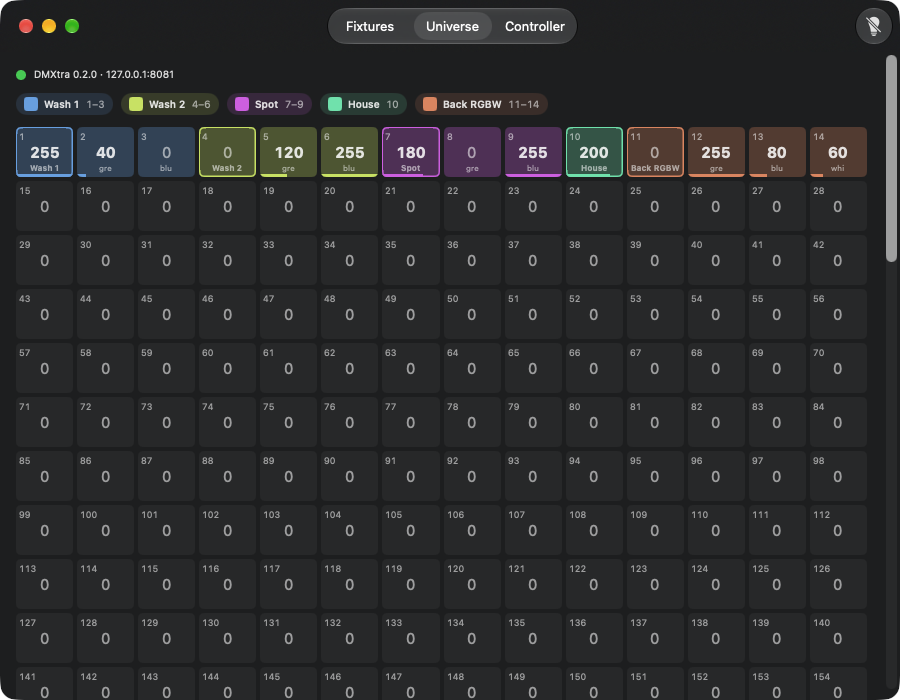 Fixtures Universe Controller
DMXtra 0.2.0 · 127.0.0.1:8081
Wash 1 1–3 Wash 2 4–6 Spot 7–9 House 10 Back RGBW 11–14
1 2 3 4 5 6 7 8 9 10 11 12 13 14
255 40 0 0 120 255 180 0 255 200 0 255 80 60
Wash 1 gre blu Wash 2 gre blu Spot gre blu House Back RGBW gre blu whi
15 16 17 18 19 20 21 22 23 24 25 26 27 28
0 0 0 0 0 0 0 0 0 0 0 0 0 0
29 30 31 32 33 34 35 36 37 38 39 40 41 42
0 0 0 0 0 0 0 0 0 0 0 0 0 0
43 44 45 46 47 48 49 50 51 52 53 54 55 56
0 0 0 0 0 0 0 0 0 0 0 0 0 0
57 58 59 60 61 62 63 64 65 66 67 68 69 70
0 0 0 0 0 0 0 0 0 0 0 0 0 0
71 72 73 74 75 76 77 78 79 80 81 82 83 84
0 0 0 0 0 0 0 0 0 0 0 0 0 0
85 86 87 88 89 90 91 92 93 94 95 96 97 98
0 0 0 0 0 0 0 0 0 0 0 0 0 0
99 100 101 102 103 104 105 106 107 108 109 110 111 112
0 0 0 0 0 0 0 0 0 0 0 0 0 0
113 114 115 116 117 118 119 120 121 122 123 124 125 126
0 0 0 0 0 0 0 0 0 0 0 0 0 0
127 128 129 130 131 132 133 134 135 136 137 138 139 140
0 0 0 0 0 0 0 0 0 0 0 0 0 0
141 142 143 144 145 146 147 148 149 150 151 152 153 154
0 0 0 0 0 0 0 0 0 0 0 0 0 0